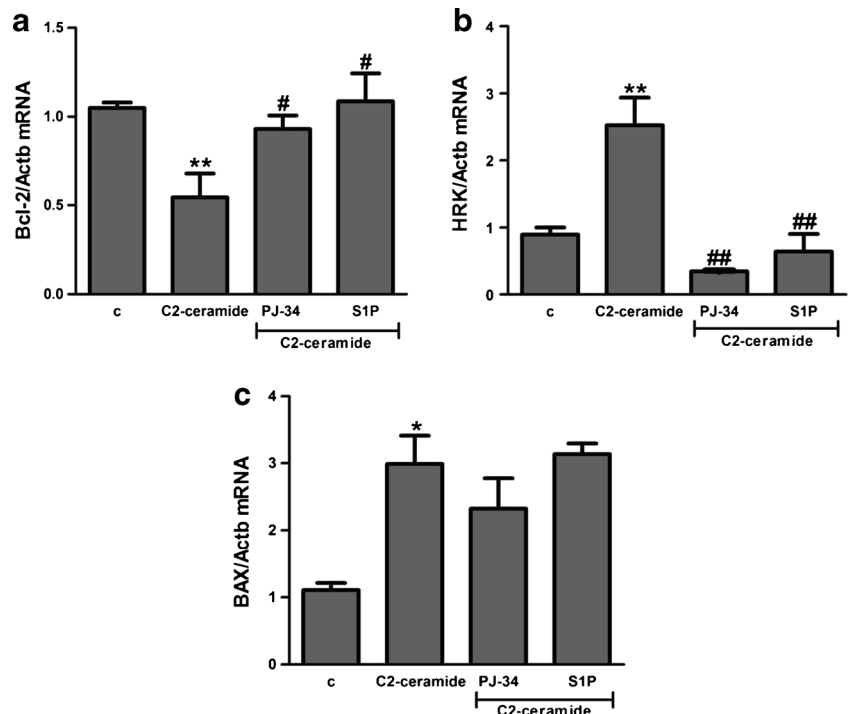 a
Bcl-2/Actb mRNA
1.5
1.0
0.5
0.0
**
#
#
c
C2-ceramide
PJ-34
S1P
C2-ceramide
b
HRK/Actb mRNA
4
3
2
1
0
**
##
##
c
C2-ceramide
PJ-34
S1P
C2-ceramide
c
BAX/Actb mRNA
4
3
2
1
0
*
c
C2-ceramide
PJ-34
S1P
C2-ceramide